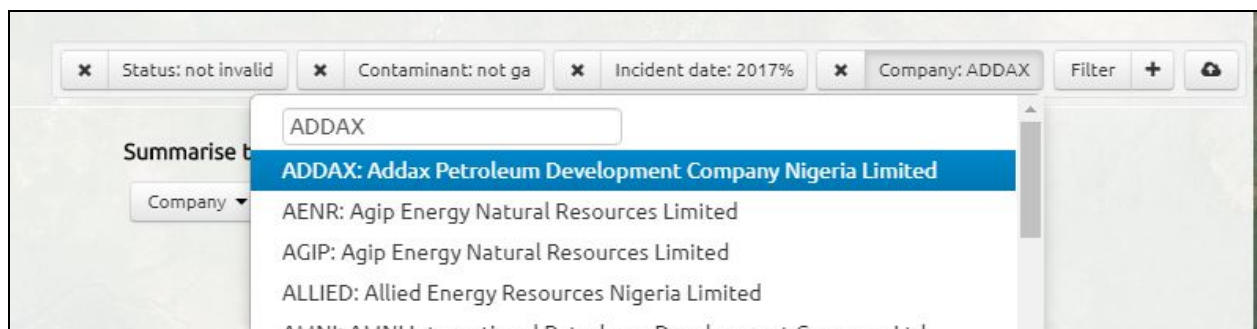 Status: not invalid Contaminant: not ga Incident date: 2017% Company: ADDAX Filter +
ADDAX
Summarise
ADDAX: Addax Petroleum Development Company Nigeria Limited
Company
AENR: Agip Energy Natural Resources Limited
AGIP: Agip Energy Natural Resources Limited
ALLIED: Allied Energy Resources Nigeria Limited